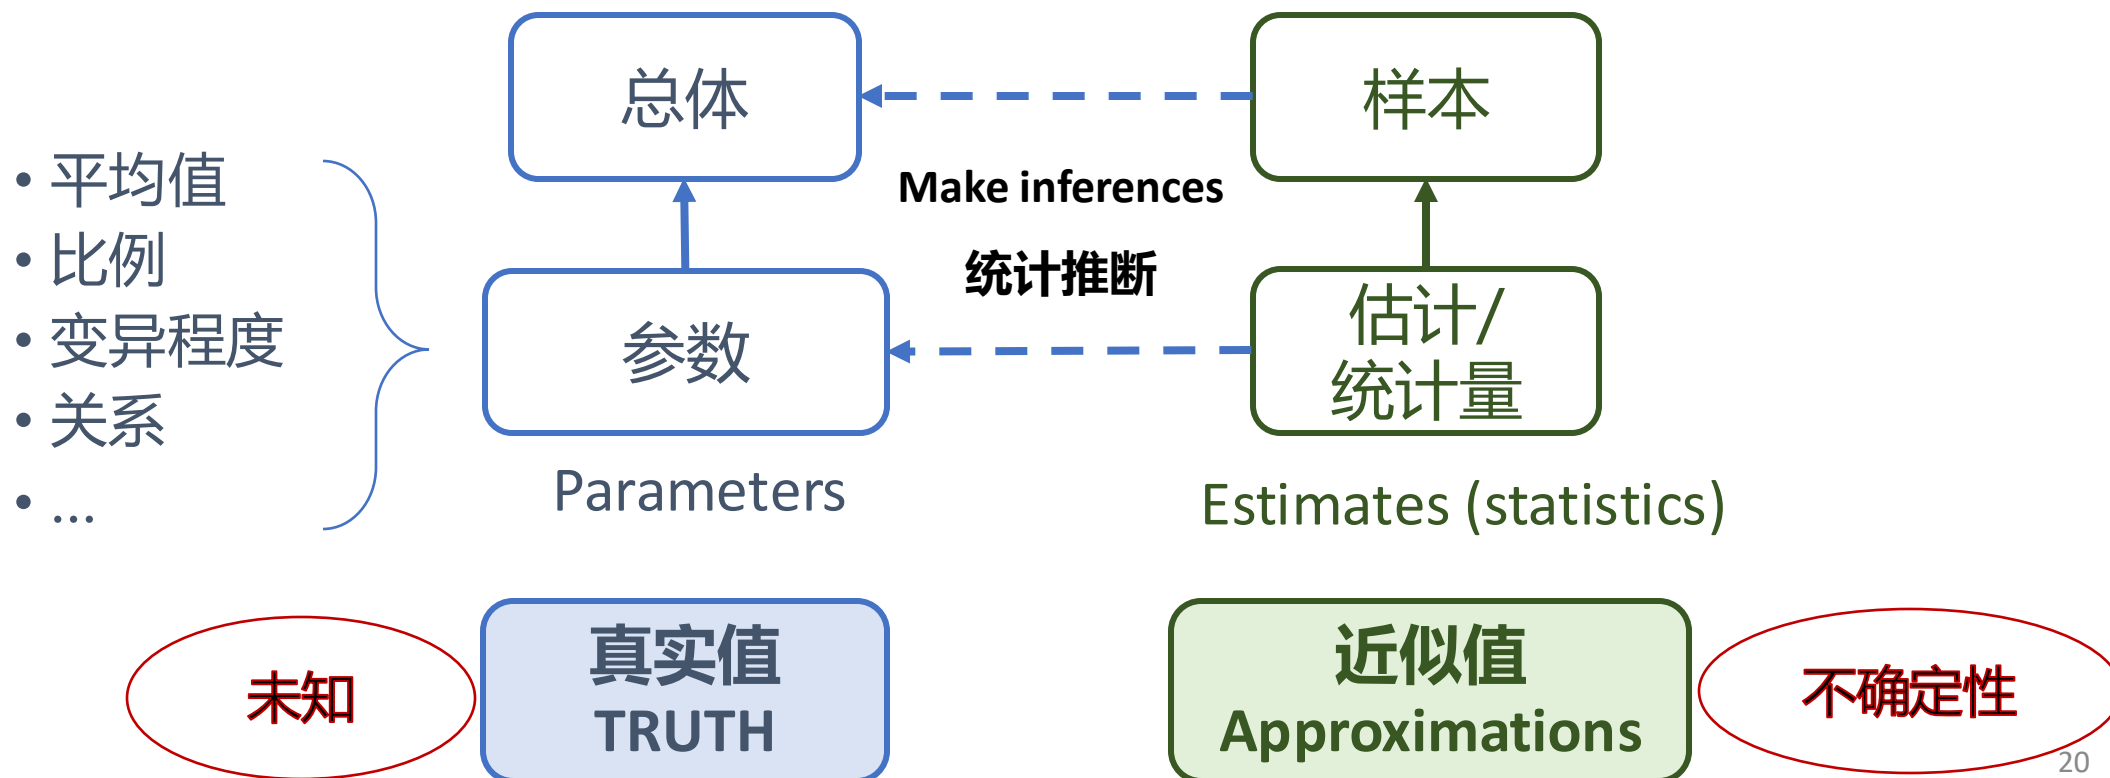 总体
样本
• 平均值
• 比例
• 变异程度
• 关系
• ...
Make inferences
统计推断
参数
估计/
统计量
Parameters
Estimates (statistics)
未知
真实值
TRUTH
近似值
Approximations
不确定性
20